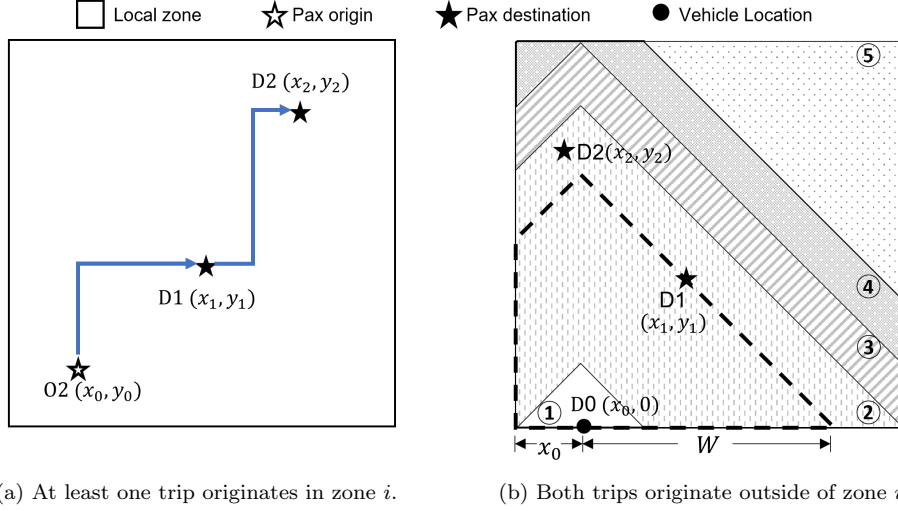 Local zone
Pax origin
Pax destination
Vehicle Location
D2 (x₂, y₂)
D1 (x₁, y₁)
O2 (x₀, y₀)
⑤
D2(x₂, y₂)
④
D1
(x₁, y₁)
③
①
D0 (x₀, 0)
②
x₀
W
a) At least one trip originates in zone i.
(b) Both trips originate outside of zone i